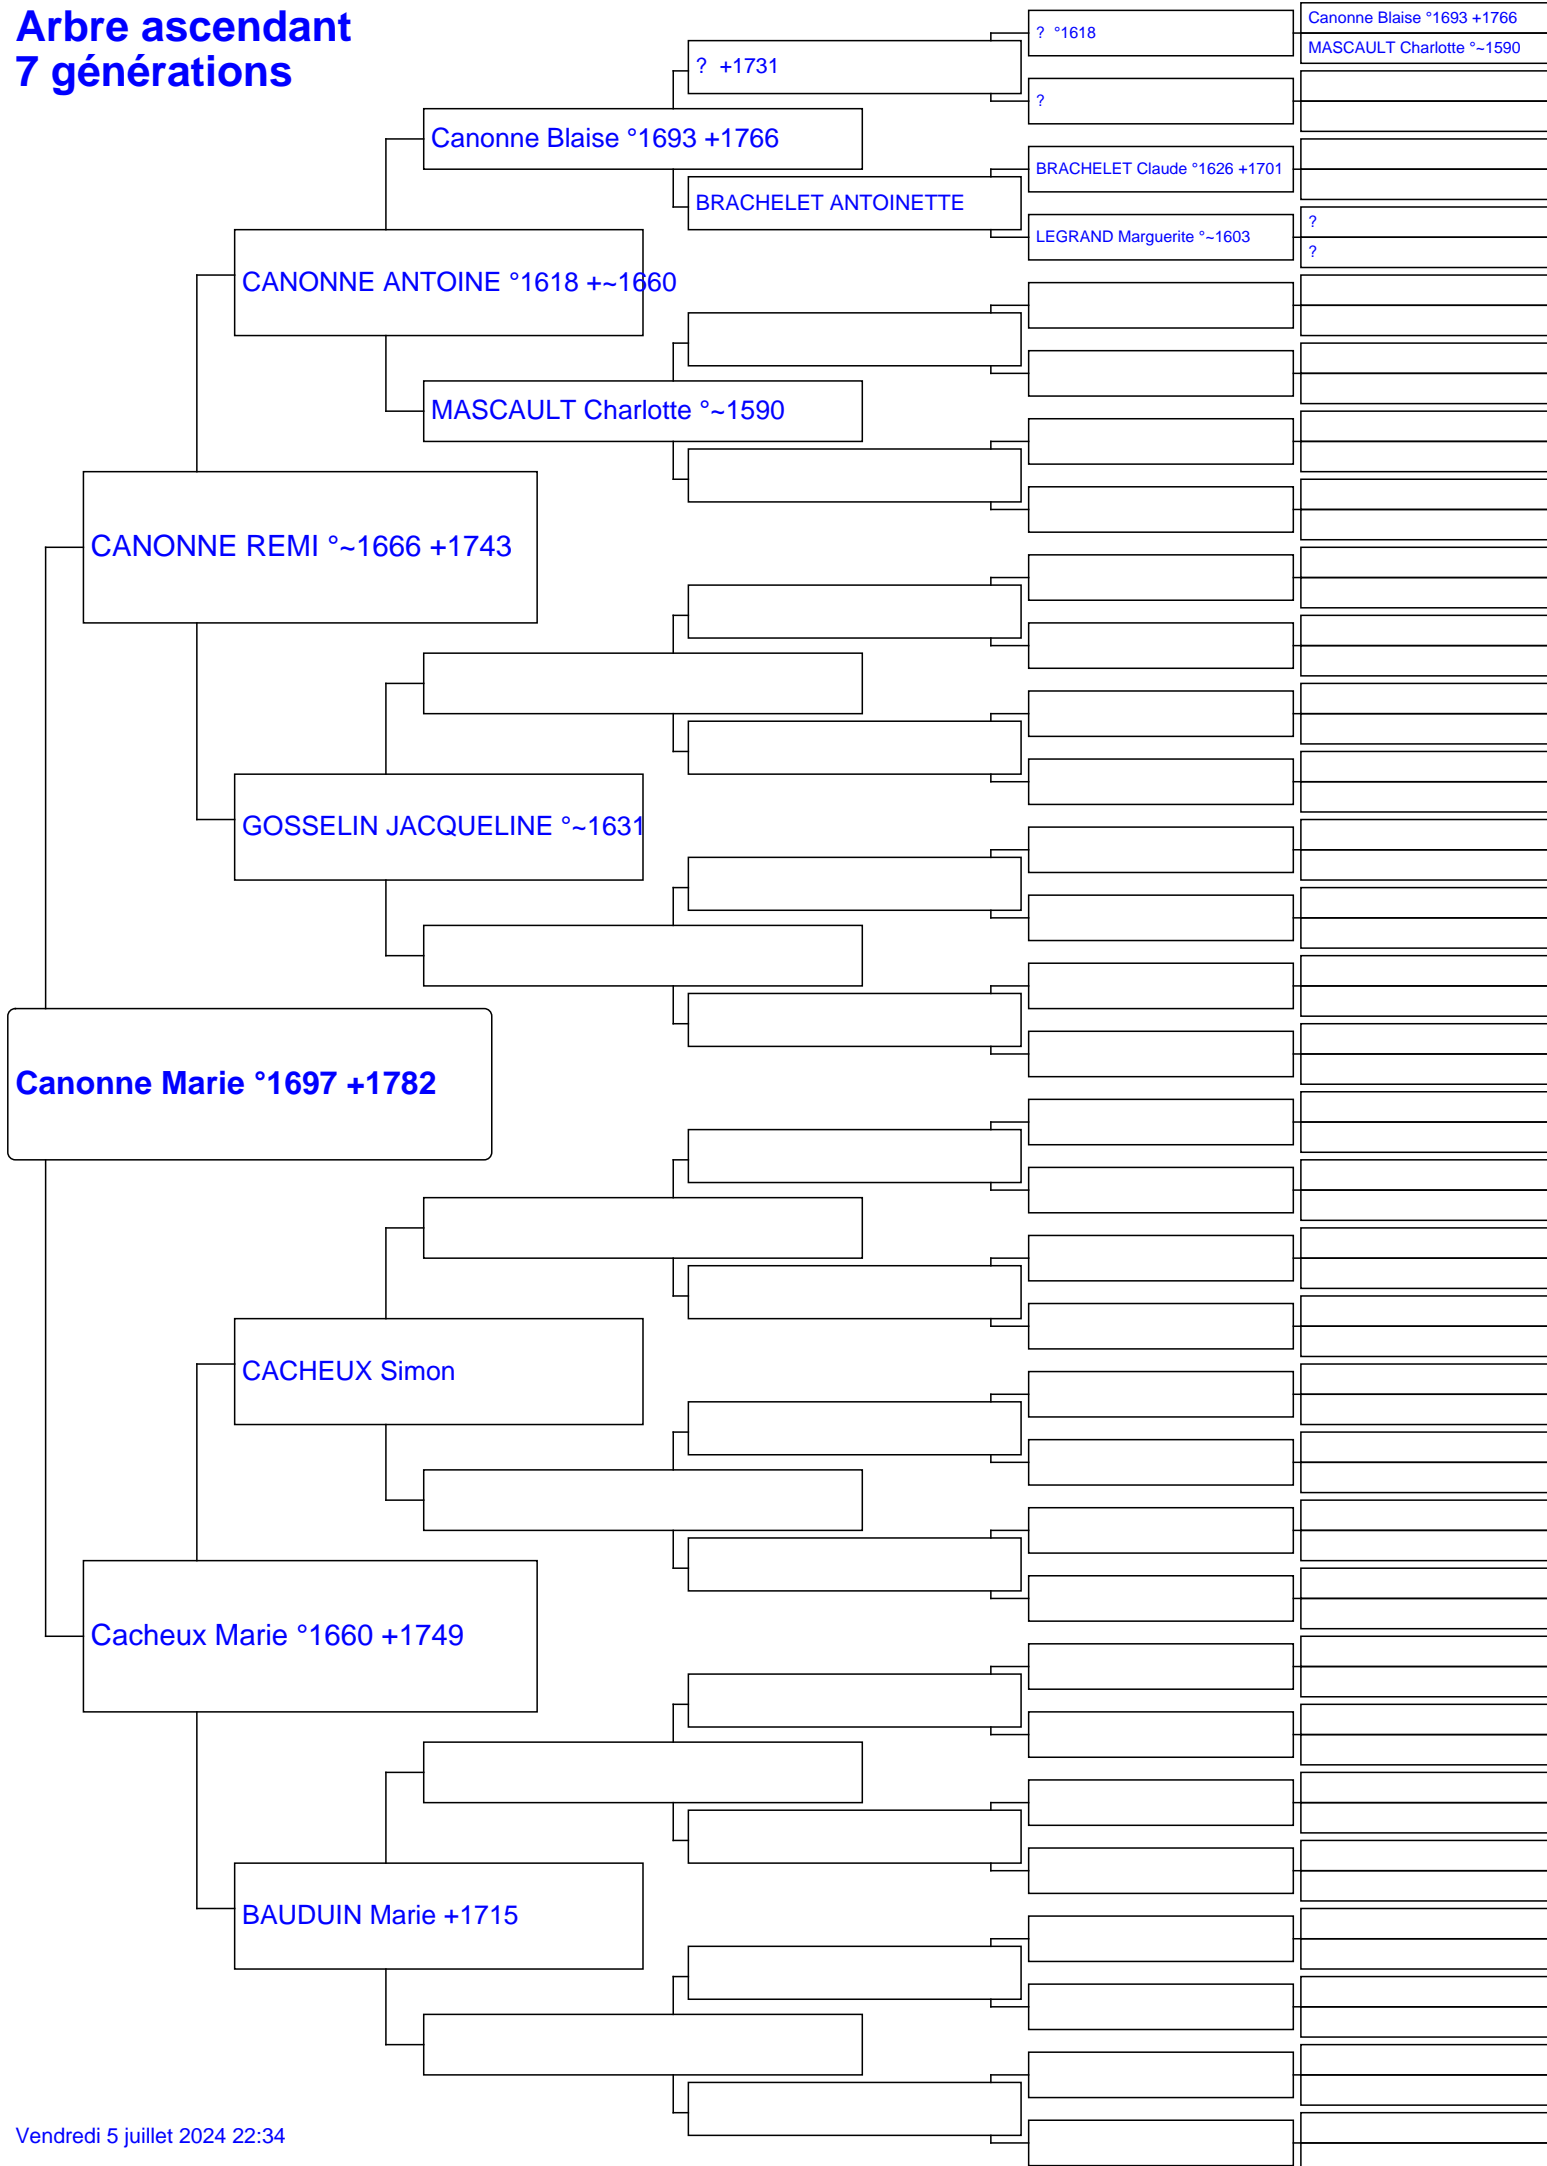 Arbre ascendant
7 générations
Canonne Blaise °1693 +1766
? °1618
MASCAULT Charlotte °~1590
? +1731
?
Canonne Blaise °1693 +1766
BRACHELET Claude °1626 +1701
BRACHELET ANTOINETTE
?
LEGRAND Marguerite °~1603
?
CANONNE ANTOINE °1618 +~1660
MASCAULT Charlotte °~1590
CANONNE REMI °~1666 +1743
GOSSELIN JACQUELINE °~1631
Canonne Marie °1697 +1782
CACHEUX Simon
Cacheux Marie °1660 +1749
BAUDUIN Marie +1715
Vendredi 5 juillet 2024 22:34